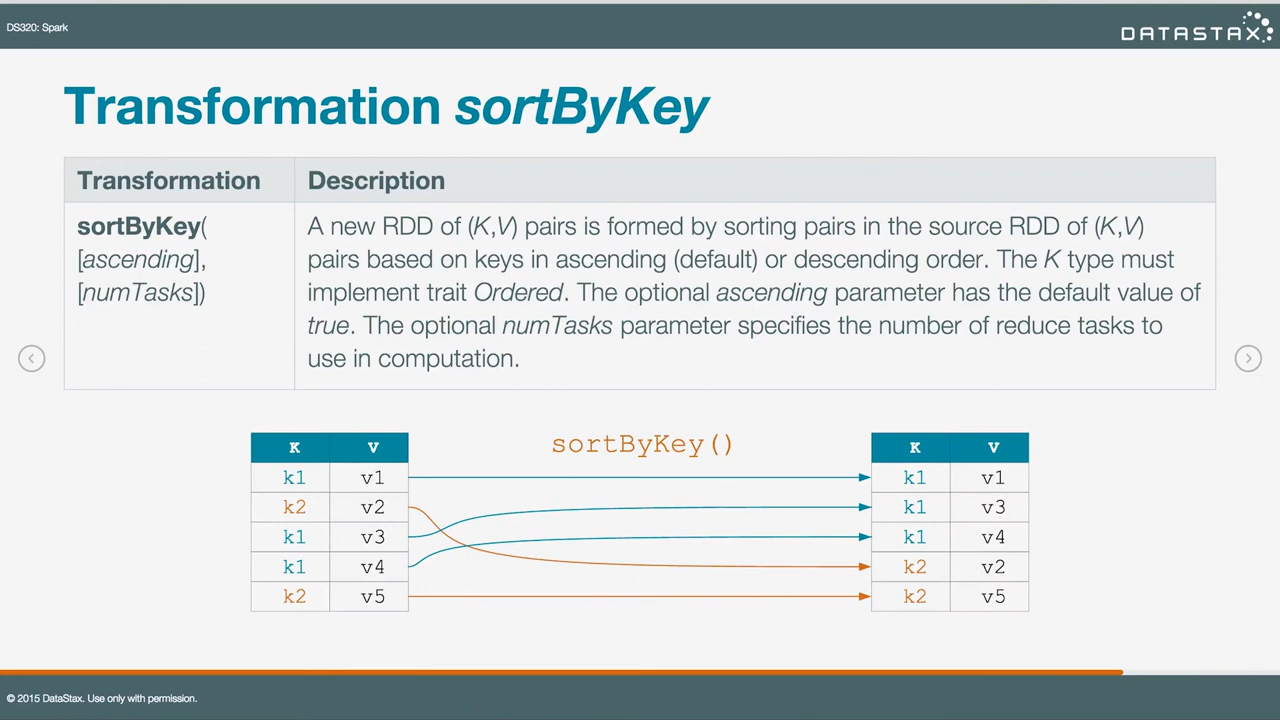 DS320: Spark
DATASTAX
Transformation sortByKey
Transformation
Description
sortByKey(
[ascending],
[numTasks])
A new RDD of (K,V) pairs is formed by sorting pairs in the source RDD of (K,V)
pairs based on keys in ascending (default) or descending order. The K type must
implement trait Ordered. The optional ascending parameter has the default value of
true. The optional numTasks parameter specifies the number of reduce tasks to
use in computation.
K V
k1 v1
k2 v2
k1 v3
k1 v4
k2 v5
sortByKey()
K V
k1 v1
k1 v3
k1 v4
k2 v2
k2 v5
© 2015 DataStax. Use only with permission.